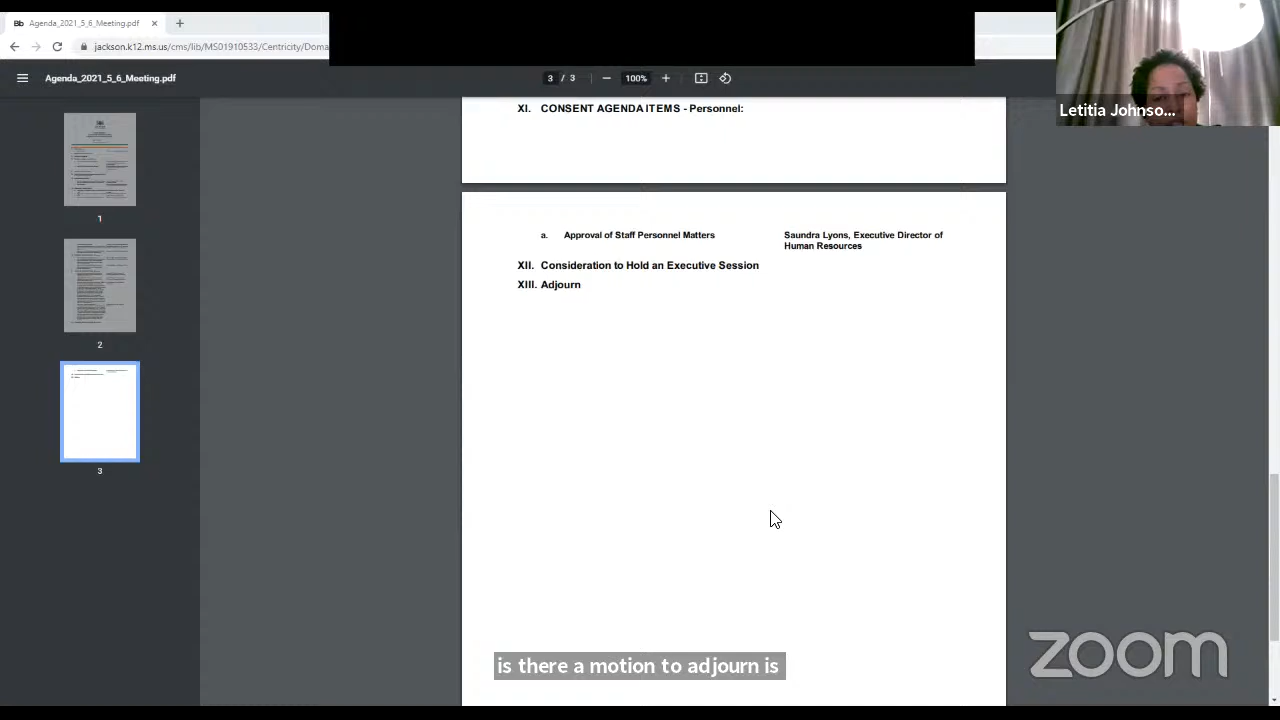 Bb Agenda_2021_5_6_Meeting.pdf
jackson.k12.ms.us/cms/lib/MS01910533/Centricity/Doma
Agenda_2021_5_6_Meeting.pdf
3 / 3
100%
Letitia Johnso...
XI. CONSENT AGENDA ITEMS - Personnel:
a. Approval of Staff Personnel Matters
Saundra Lyons, Executive Director of
Human Resources
XII. Consideration to Hold an Executive Session
XIII. Adjourn
1
2
3
is there a motion to adjourn is
zoom